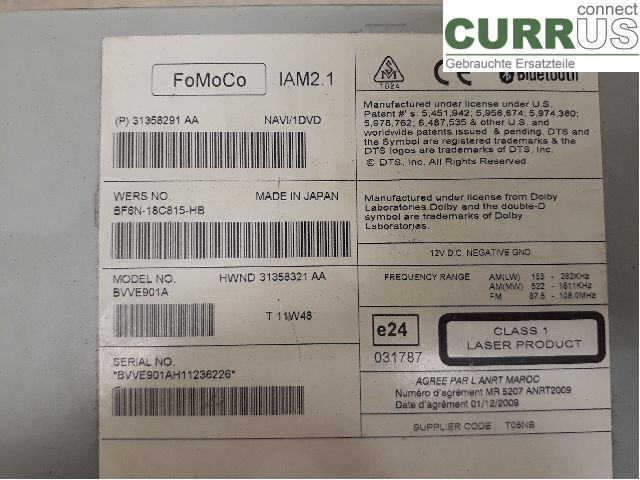 connect
CURRUS
Gebrauchte Ersatzteile
FoMoCo IAM2.1
(P) 31358291 AA NAVI/1DVD
WERS NO. MADE IN JAPAN
BF6N-18C815-HB
MODEL NO. HWND 31358321 AA
BVVE901A
T 11W48
SERIAL NO.
*BVVE901AH11236226*
1024
CE Bluetooth
Manufactured under license under U.S.
Patent #' s: 5,451,942; 5,956,674; 5,974,380;
5,978,762; 6,487,535 & other U.S. and
worldwide patents issued & pending. DTS and
the Symbol are registered trademarks & the
DTS logos are trademarks of DTS, Inc.
© DTS, Inc. All Rights Reserved.
Manufactured under license from Dolby
Laboratories.Dolby and the double-D
symbol are trademarks of Dolby
Laboratories.
12V D.C. NEGATIVE GND.
FREQUENCY RANGE AM(LW) 153 - 282KHz
AM(MW) 522 - 1611KHz
FM 87.5 - 108.0MHz
e24
031787
CLASS 1
LASER PRODUCT
AGREE PAR L'ANRT MAROC
Numéro d'agrément MR 5207 ANRT2009
Date d'agrément 01/12/2009
SUPPLIER CODE : T08NB